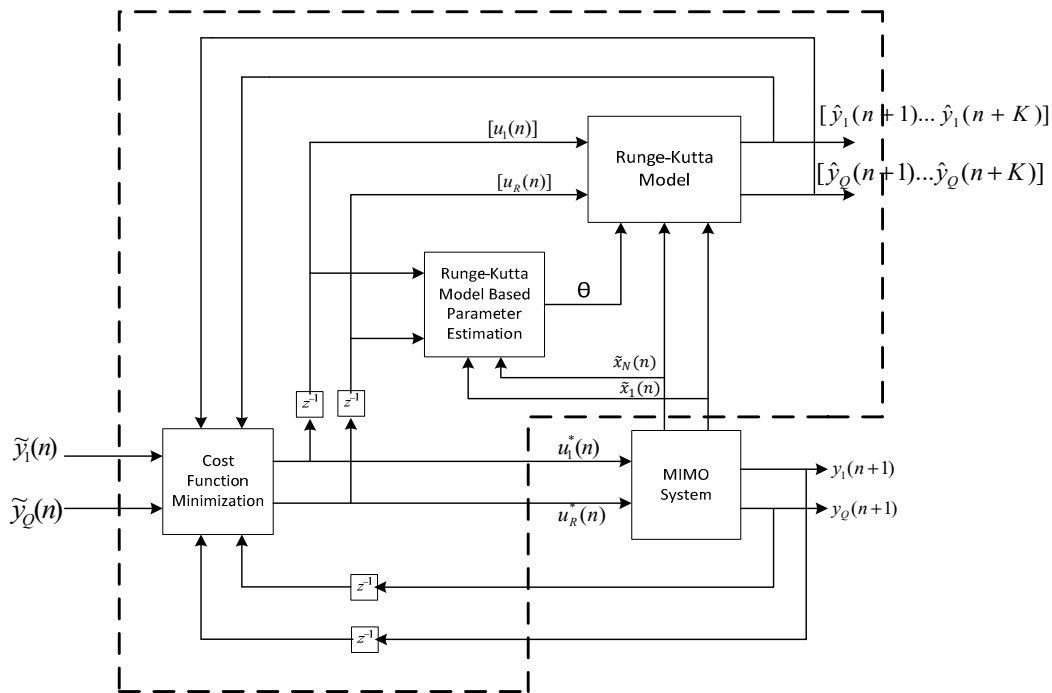 [u₁(n)]
[ŷ₁(n+1)... ŷ₁(n+K)]
Runge-Kutta
Model
[u_R(n)]
[ŷ_Q(n+1)...ŷ_Q(n+K)]
Runge-Kutta
Model Based
Parameter
Estimation
θ
x̃_N(n)
x̃₁(n)
z⁻¹
z⁻¹
ỹ₁(n)
ỹ_Q(n)
Cost
Function
Minimization
u₁*(n)
u_R*(n)
MIMO
System
y₁(n+1)
y_Q(n+1)
z⁻¹
z⁻¹